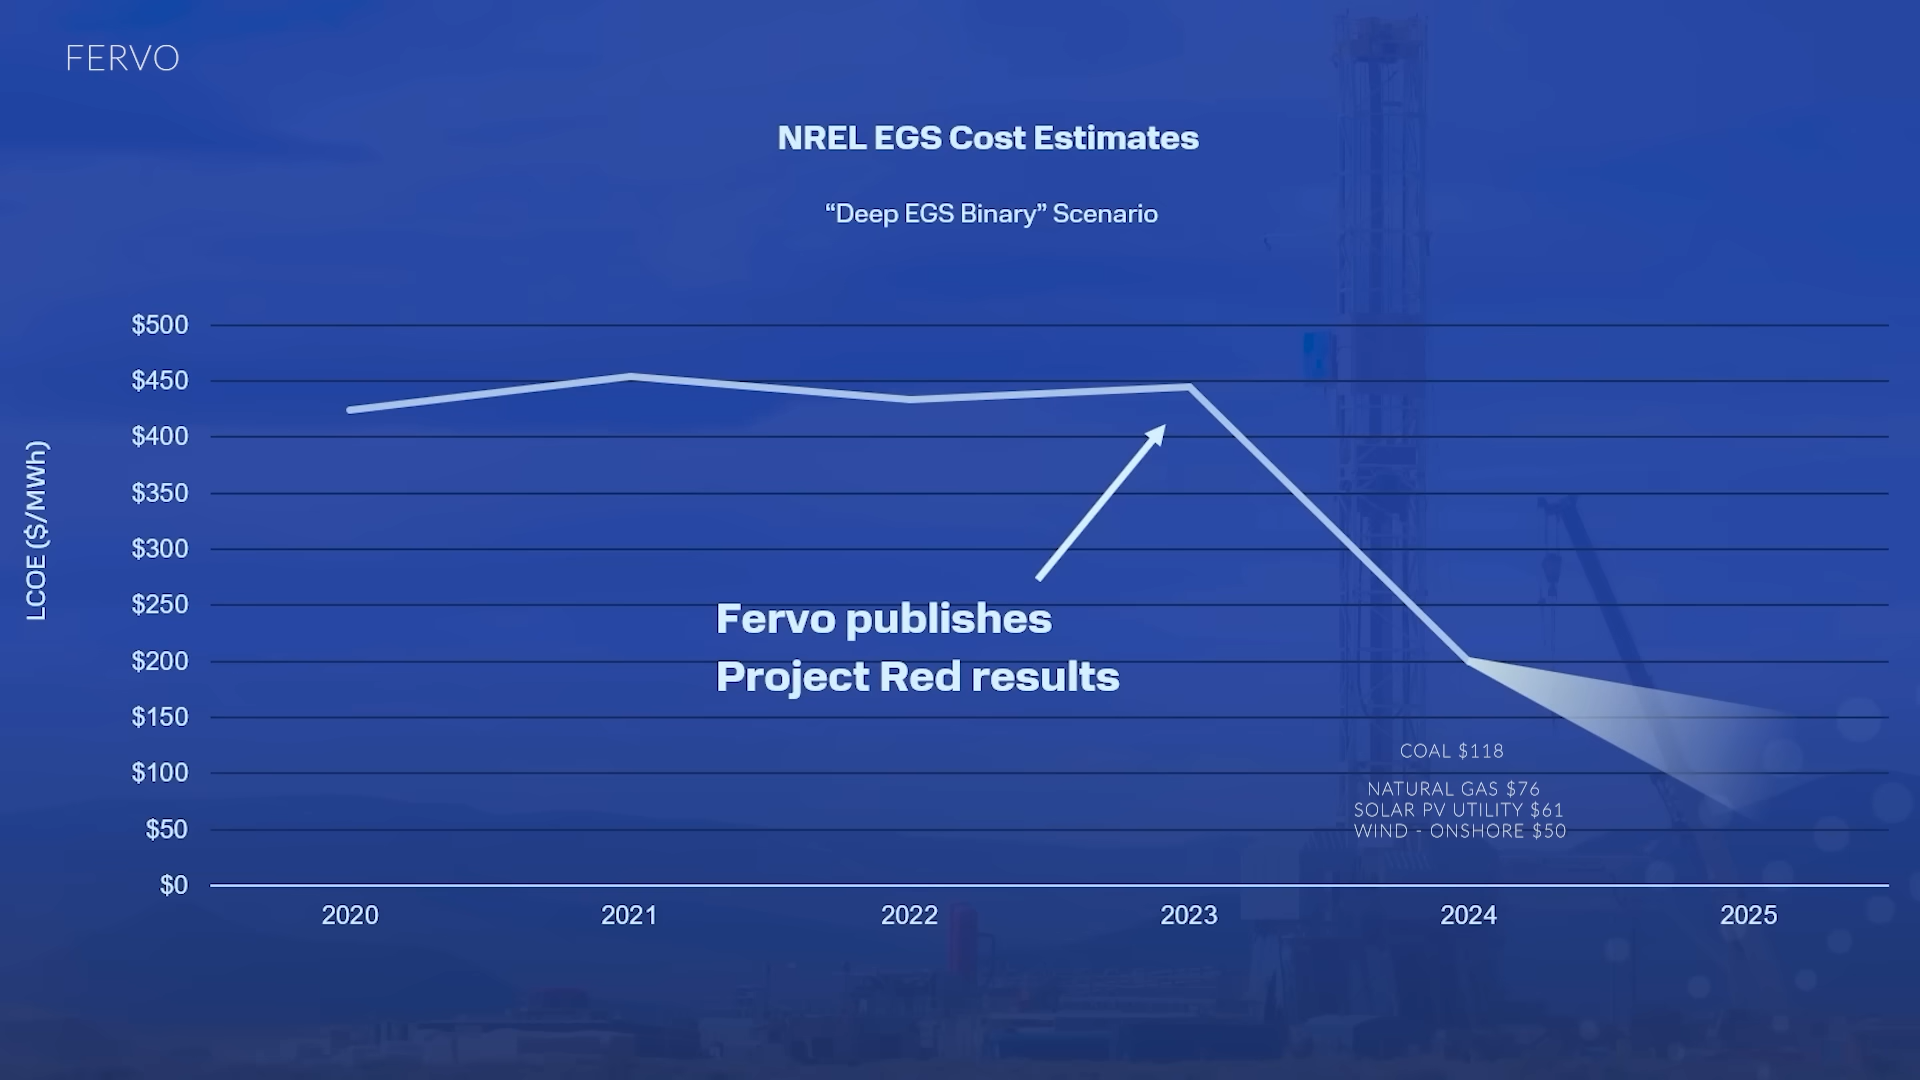 FERVO
NREL EGS Cost Estimates
“Deep EGS Binary” Scenario
LCOE ($/MWh)
$500
$450
$400
$350
$300
$250
$200
$150
$100
$50
$0
Fervo publishes
Project Red results
COAL $118
NATURAL GAS $76
SOLAR PV UTILITY $61
WIND - ONSHORE $50
2020
2021
2022
2023
2024
2025